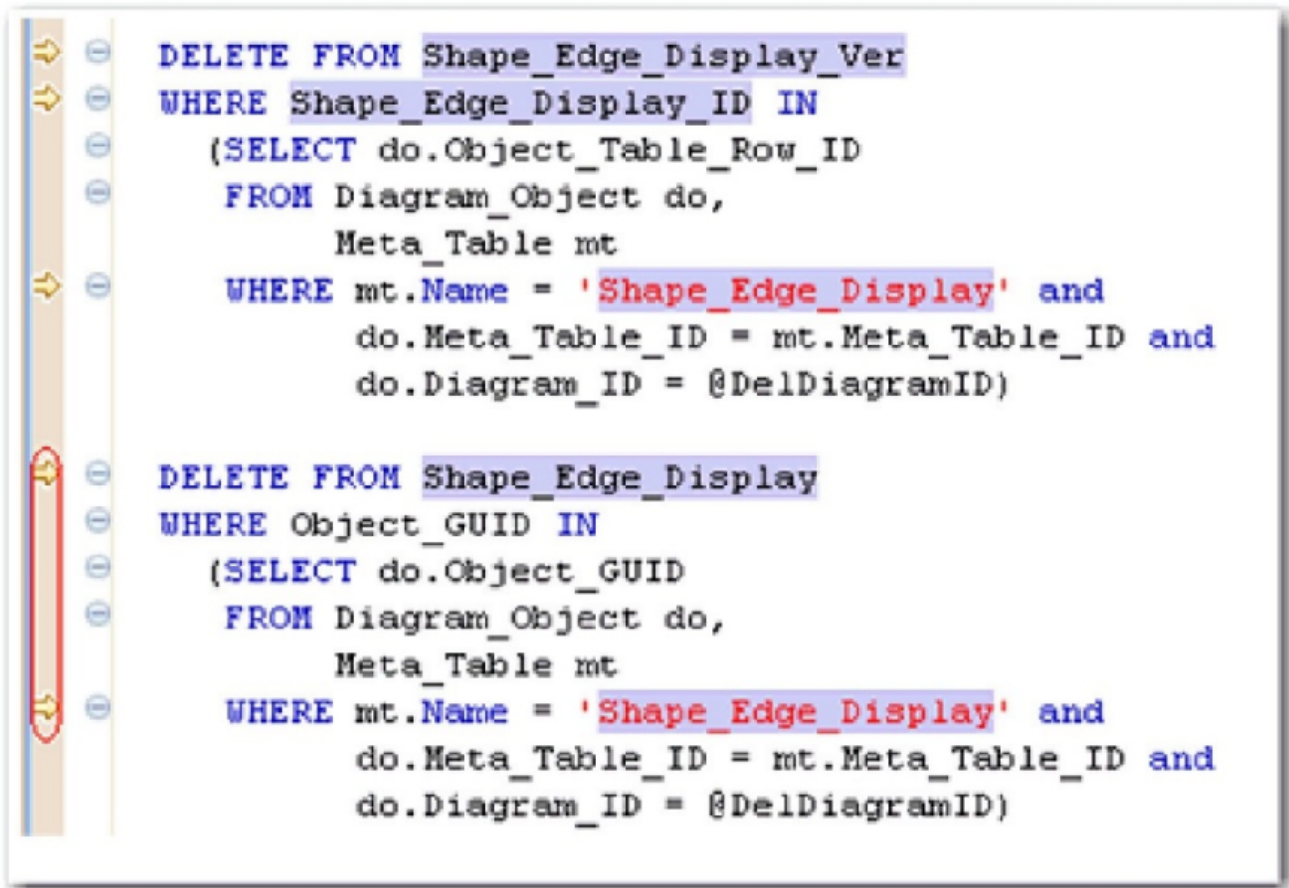 DELETE FROM Shape_Edge_Display_Ver
WHERE Shape_Edge_Display_ID IN
(SELECT do.Object_Table_Row_ID
FROM Diagram_Object do,
Meta_Table mt
WHERE mt.Name = 'Shape_Edge_Display' and
do.Meta_Table_ID = mt.Meta_Table_ID and
do.Diagram_ID = @DelDiagramID)
DELETE FROM Shape_Edge_Display
WHERE Object_GUID IN
(SELECT do.Object_GUID
FROM Diagram_Object do,
Meta_Table mt
WHERE mt.Name = 'Shape_Edge_Display' and
do.Meta_Table_ID = mt.Meta_Table_ID and
do.Diagram_ID = @DelDiagramID)